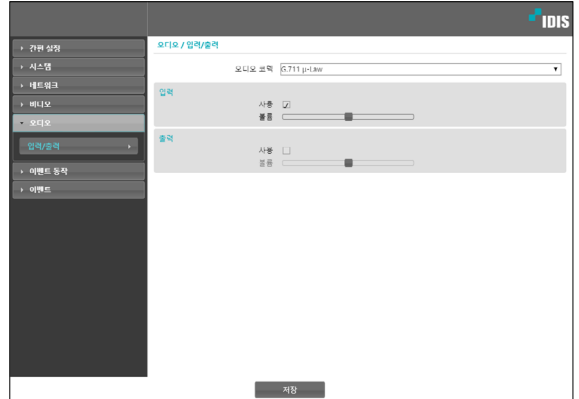 IDIS
간편 설정
시스템
네트워크
비디오
오디오
입력/출력
이벤트 동작
이벤트
오디오 / 입력/출력
오디오 코덱 G.711 μ-Law
입력
사용
볼륨
출력
사용
볼륨
저장